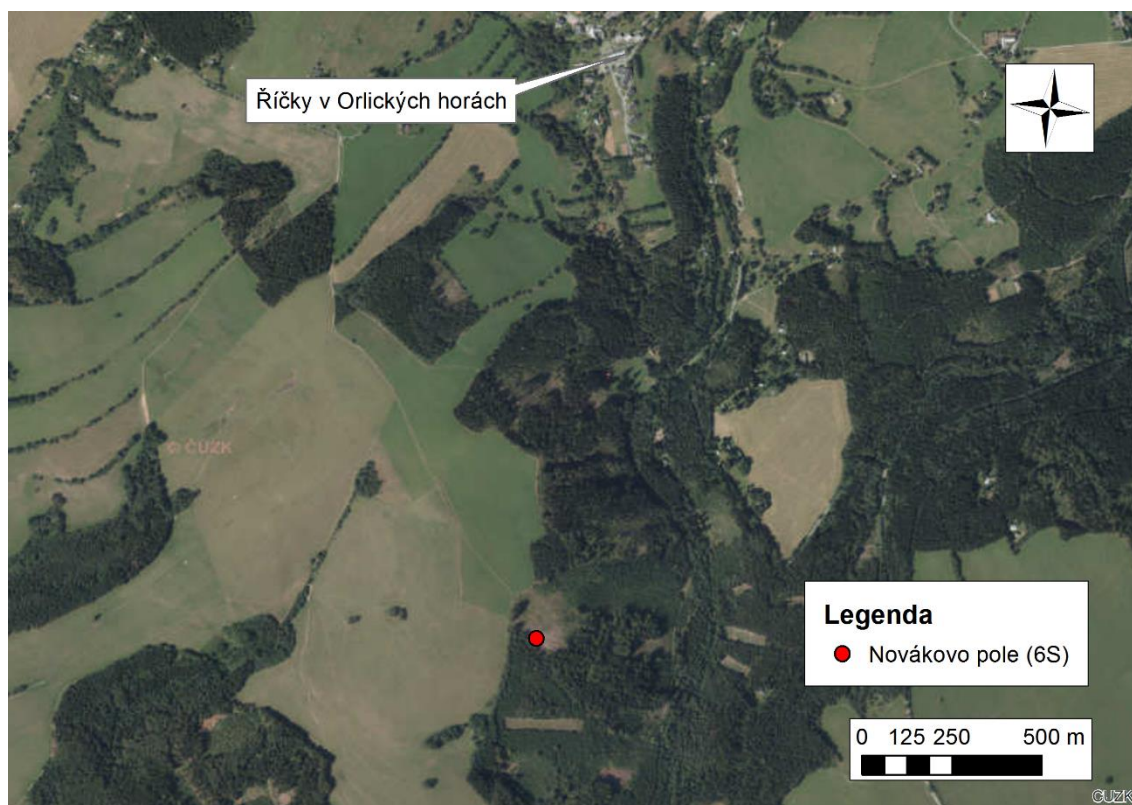 Říčky v Orlických horách
© ČÚZK
Legenda
Novákovo pole (6S)
0 125 250 500 m
©ČÚZK